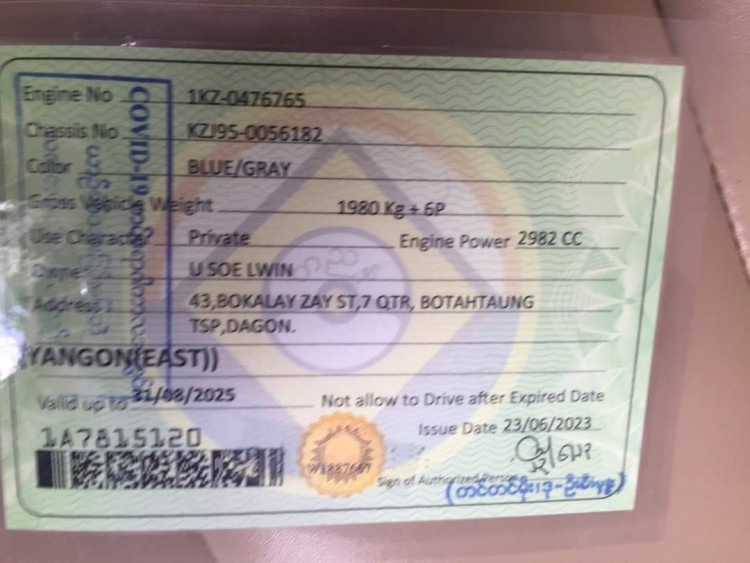 Engine No 1KZ-0476765
Chassis No KZJ95-0056182
Color BLUE/GRAY
Gross Vehicle Weight 1980 Kg + 6P
Use Character Private Engine Power 2982 CC
Owner U SOE LWIN
Address 43,BOKALAY ZAY ST,7 QTR, BOTAHTAUNG
TSP,DAGON.
YANGON(EAST))
Valid up to 31/08/2025 Not allow to Drive after Expired Date
Issue Date 23/06/2023
1A7815120
Sign of Authorized Person
COVID-19